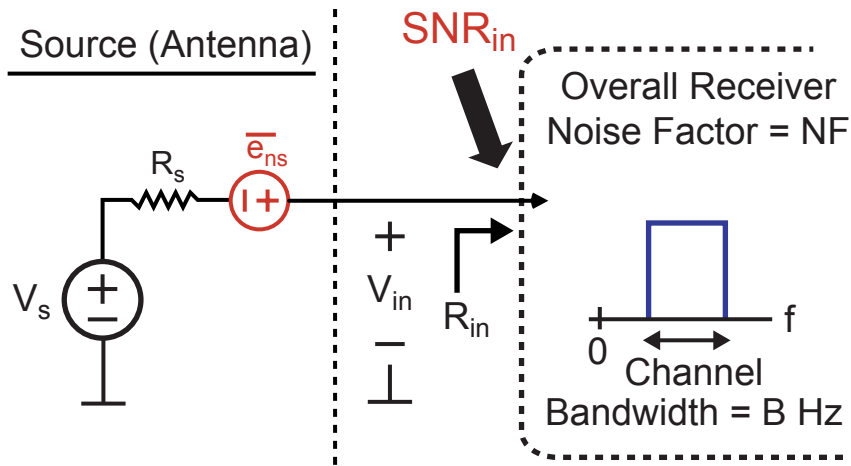 Source (Antenna)
SNRin
Overall Receiver
Noise Factor = NF
Rs
ens
+
Vs
+
Vin
Rin
f
0
Channel
Bandwidth = B Hz